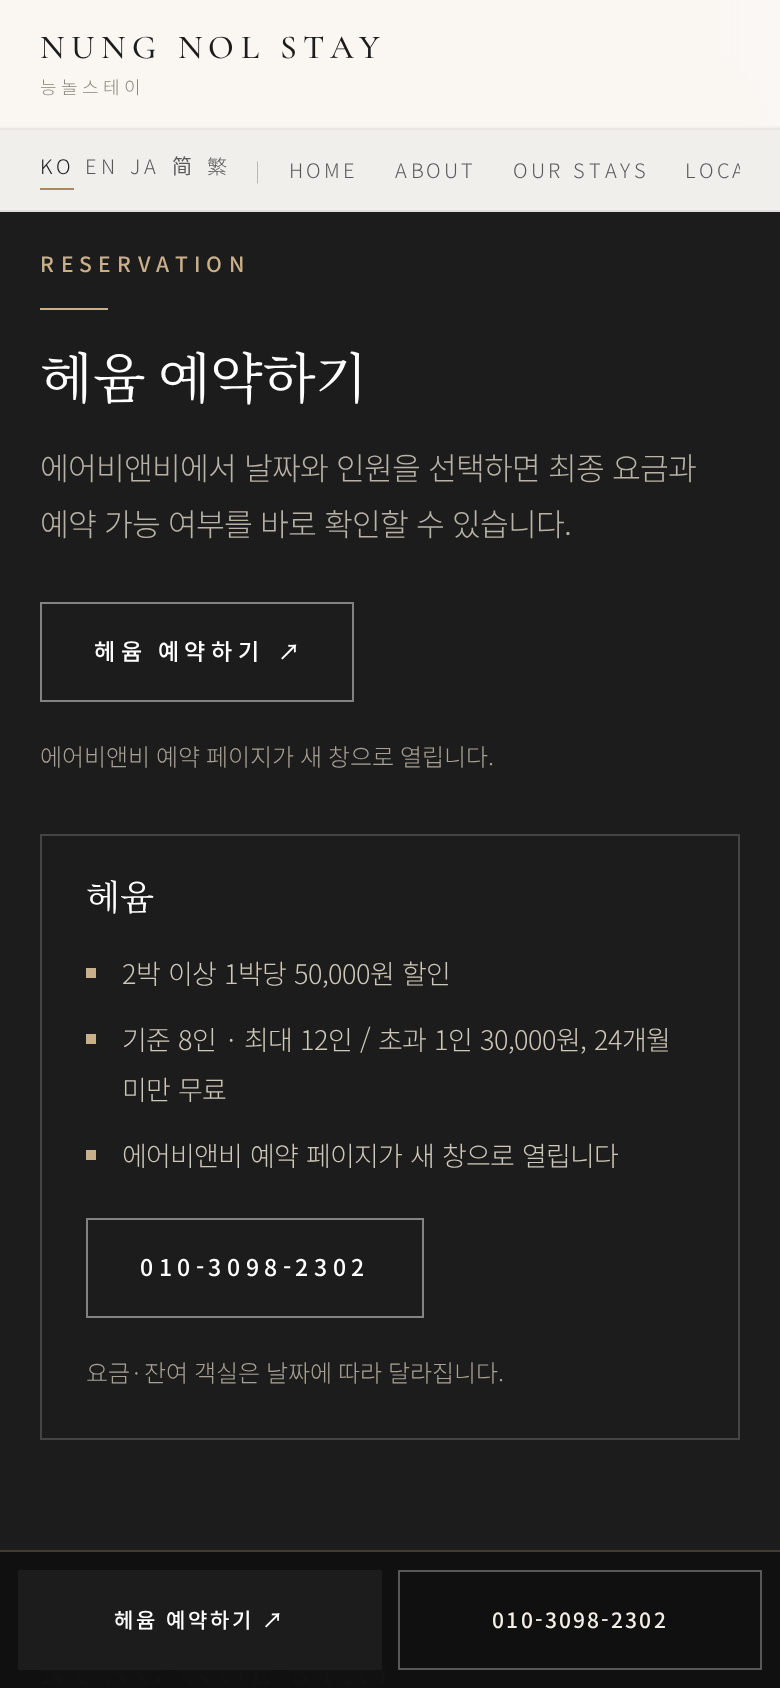 NUNG NOL STAY
능놀스테이
KO EN JA 简 繁 | HOME ABOUT OUR STAYS LOCA
RESERVATION
헤윰 예약하기
에어비앤비에서 날짜와 인원을 선택하면 최종 요금과
예약 가능 여부를 바로 확인할 수 있습니다.
헤윰 예약하기 ↗
에어비앤비 예약 페이지가 새 창으로 열립니다.
헤윰
2박 이상 1박당 50,000원 할인
기준 8인 · 최대 12인 / 초과 1인 30,000원, 24개월
미만 무료
에어비앤비 예약 페이지가 새 창으로 열립니다
010-3098-2302
요금·잔여 객실은 날짜에 따라 달라집니다.
헤윰 예약하기 ↗ 010-3098-2302